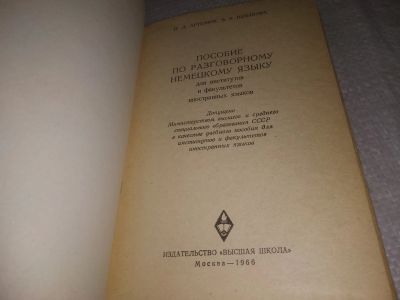 ПОСОБИЕ
ПО РАЗГОВОРНОМУ
НЕМЕЦКОМУ ЯЗЫКУ
для институтов
и факультетов
иностранных языков
Допущено
Министерством высшего и среднего
специального образования СССР
в качестве учебного пособия для
институтов и факультетов
иностранных языков
ИЗДАТЕЛЬСТВО «ВЫСШАЯ ШКОЛА»
Москва—1966